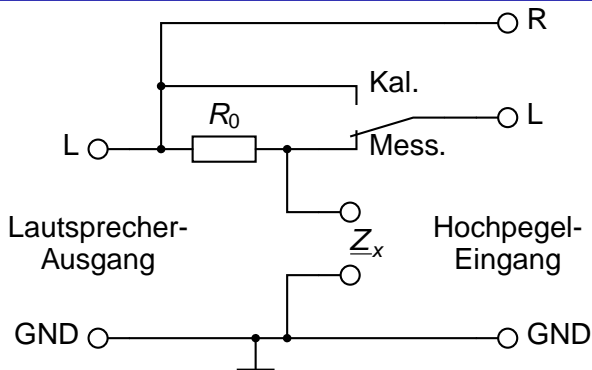 R
Kal.
R0
L
L
Mess.
Lautsprecher-
Ausgang
Zx
Hochpegel-
Eingang
GND
GND